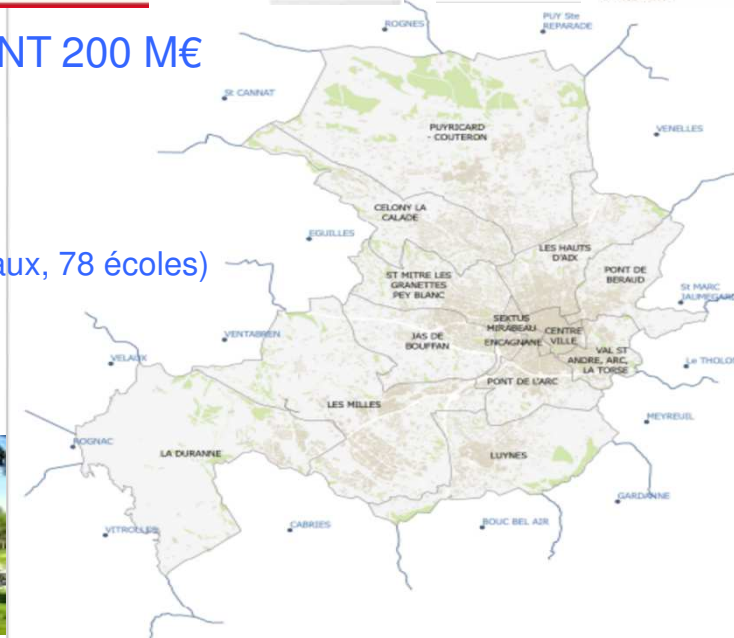 NT 200 M€
aux, 78 écoles)
ROGNES
PUY Ste
REPARADE
St CANNAT
VENELLES
PUYRICARD
- COUTERON
CELONY LA
CALADE
EGUILLES
LES HAUTS
D'AIX
PONT DE
BERAUD
ST MITRE LES
GRANETTES
PEY BLANC
St MARC
JAUMEGARD
SEXTUS
MIRABEAU
CENTRE
VILLE
VENTABREN
JAS DE
BOUFFAN
ENCAGNANE
VELAUX
VAL ST
ANDRE, ARC,
LA TORSE
Le THOLON
PONT DE L'ARC
LES MILLES
MEYREUIL
ROGNAC
LA DURANNE
LUYNES
GARDANNE
VITROLLES
CABRIES
BOUC BEL AIR